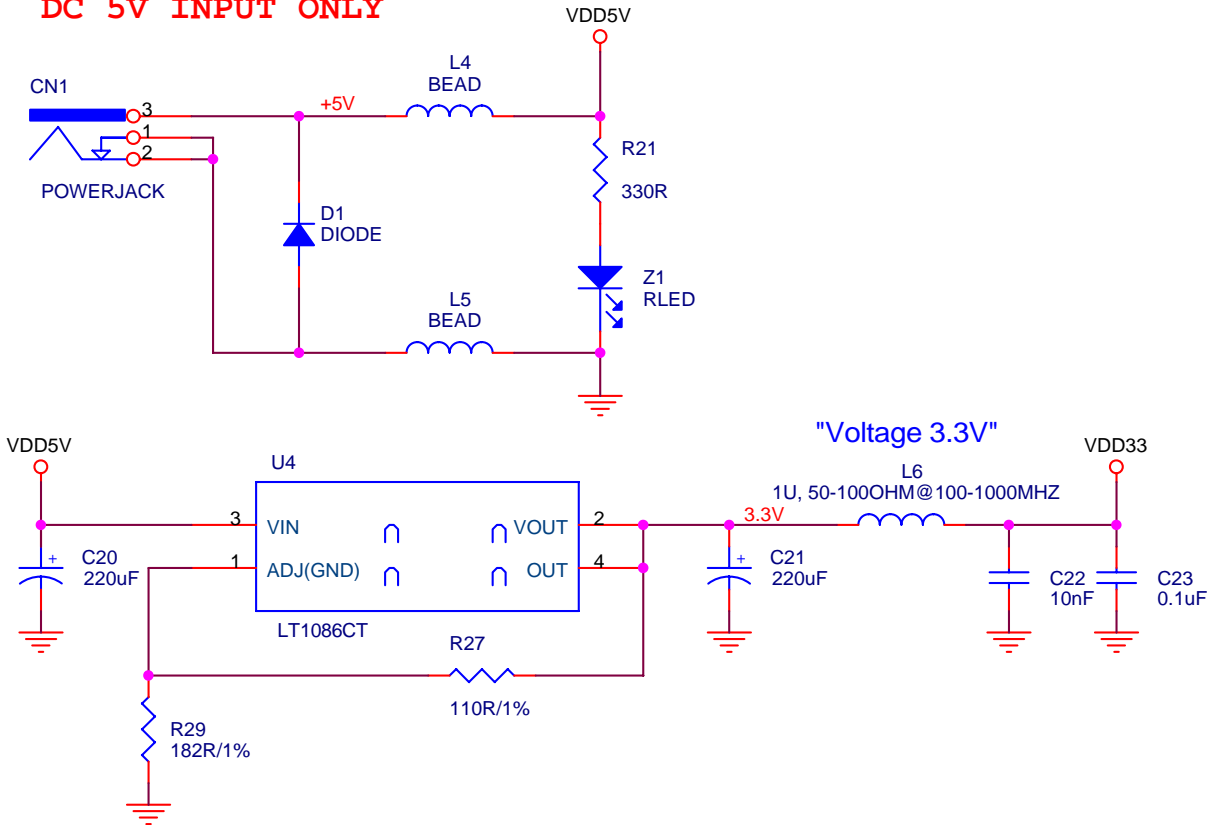 DC 5V INPUT ONLY
VDD5V
CN1
3
1
2
POWERJACK
+5V
L4
BEAD
R21
330R
D1
DIODE
Z1
RLED
L5
BEAD
"Voltage 3.3V"
VDD5V
U4
3
VIN
VOUT
2
1
ADJ(GND)
OUT
4
LT1086CT
+
C20
220uF
3.3V
+
C21
220uF
L6
1U, 50-100OHM@100-1000MHZ
VDD33
C22
10nF
C23
0.1uF
R27
110R/1%
R29
182R/1%